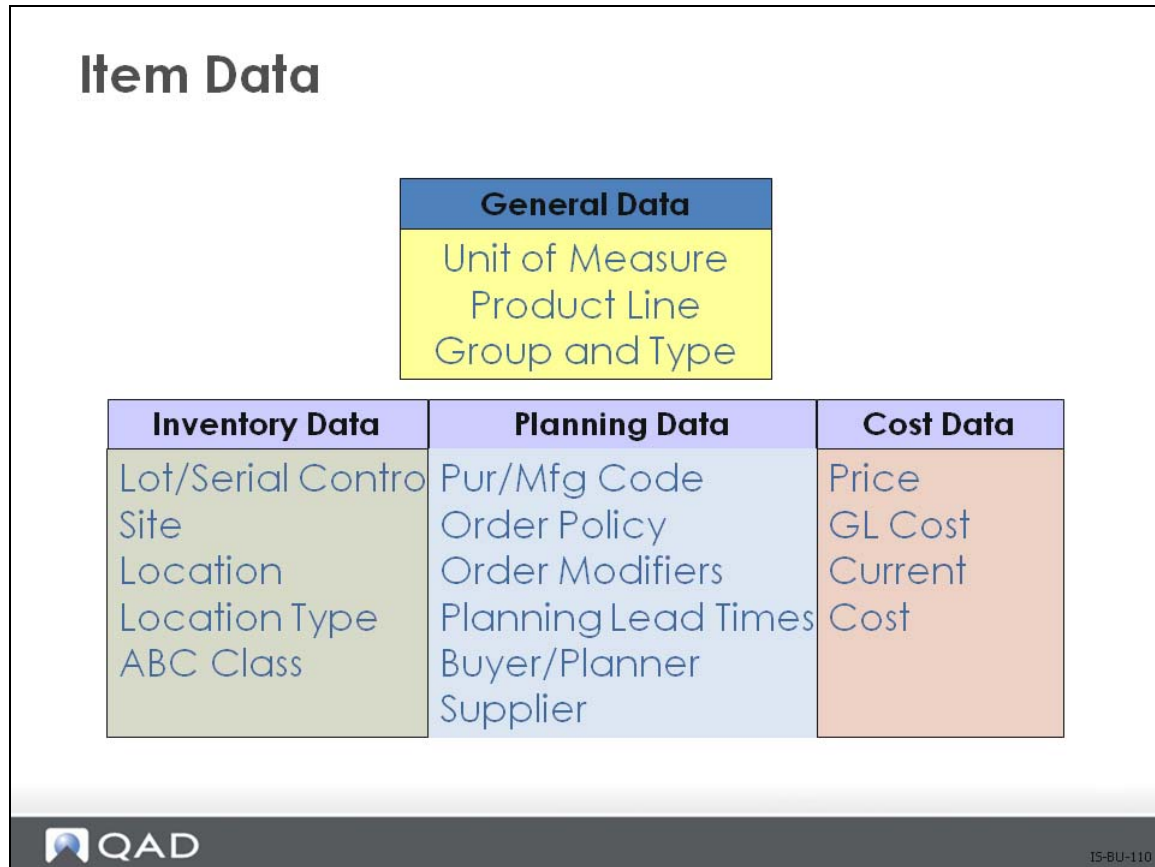 Item Data
General Data
Unit of Measure
Product Line
Group and Type
Inventory Data
Lot/Serial Contro
Site
Location
Location Type
ABC Class
Planning Data
Pur/Mfg Code
Order Policy
Order Modifiers
Planning Lead Times
Buyer/Planner
Supplier
Cost Data
Price
GL Cost
Current
Cost
QAD
IS-BU-110